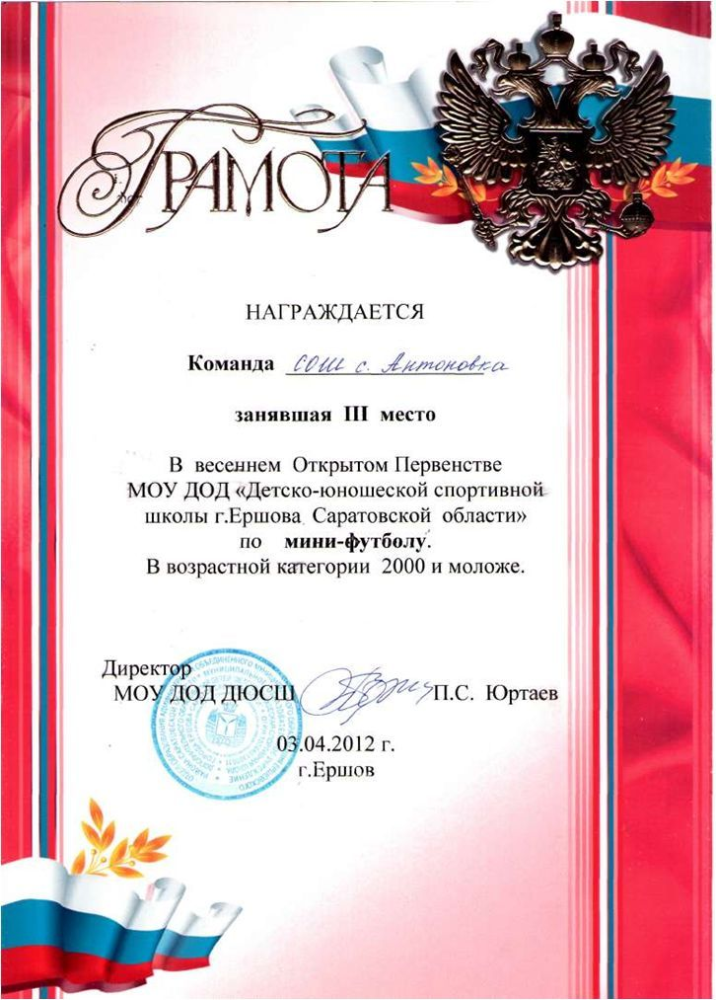 ГРАМОТА
НАГРАЖДАЕТСЯ
Команда СОШ с. Антоновка
занявшая III место
В весеннем Открытом Первенстве
МОУ ДОД «Детско-юношеской спортивной
школы г.Ершова Саратовской области»
по мини-футболу.
В возрастной категории 2000 и моложе.
Директор
МОУ ДОД ДЮСШ П.С. Юртаев
03.04.2012 г.
г.Ершов